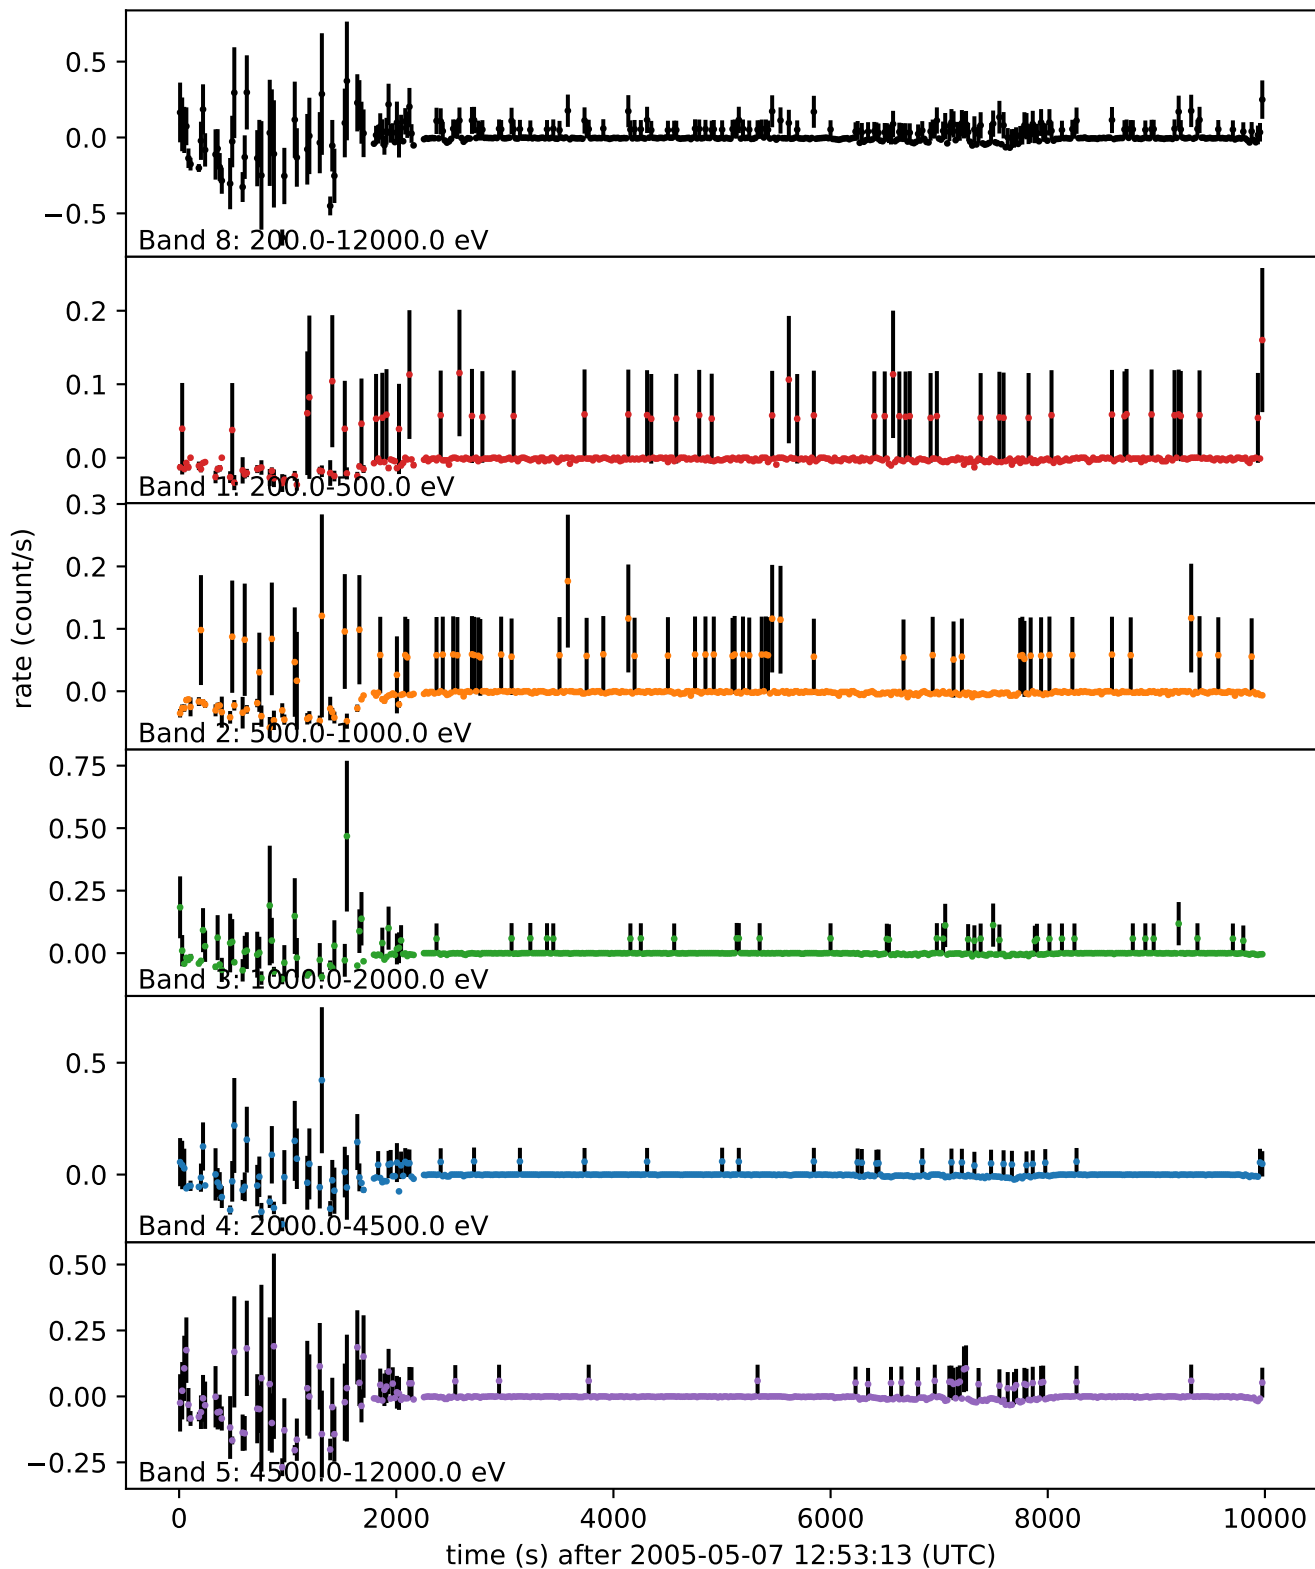 0.5
0.0
−0.5
Band 8: 200.0-12000.0 eV
0.2
0.1
0.0
Band 1: 200.0-500.0 eV
0.3
0.2
0.1
0.0
Band 2: 500.0-1000.0 eV
rate (count/s)
0.75
0.50
0.25
0.00
Band 3: 1000.0-2000.0 eV
0.5
0.0
Band 4: 2000.0-4500.0 eV
0.50
0.25
0.00
−0.25
Band 5: 4500.0-12000.0 eV
0 2000 4000 6000 8000 10000
time (s) after 2005-05-07 12:53:13 (UTC)